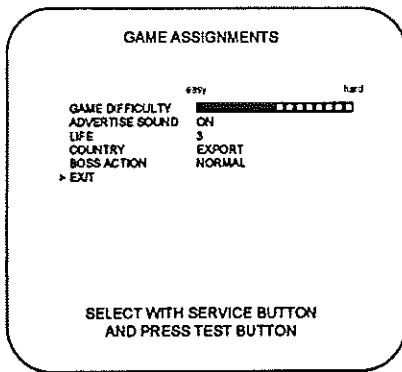 GAME ASSIGNMENTS
easy hard
GAME DIFFICULTY
ADVERTISE SOUND ON
LIFE 3
COUNTRY EXPORT
BOSS ACTION NORMAL
> EXIT
SELECT WITH SERVICE BUTTON
AND PRESS TEST BUTTON